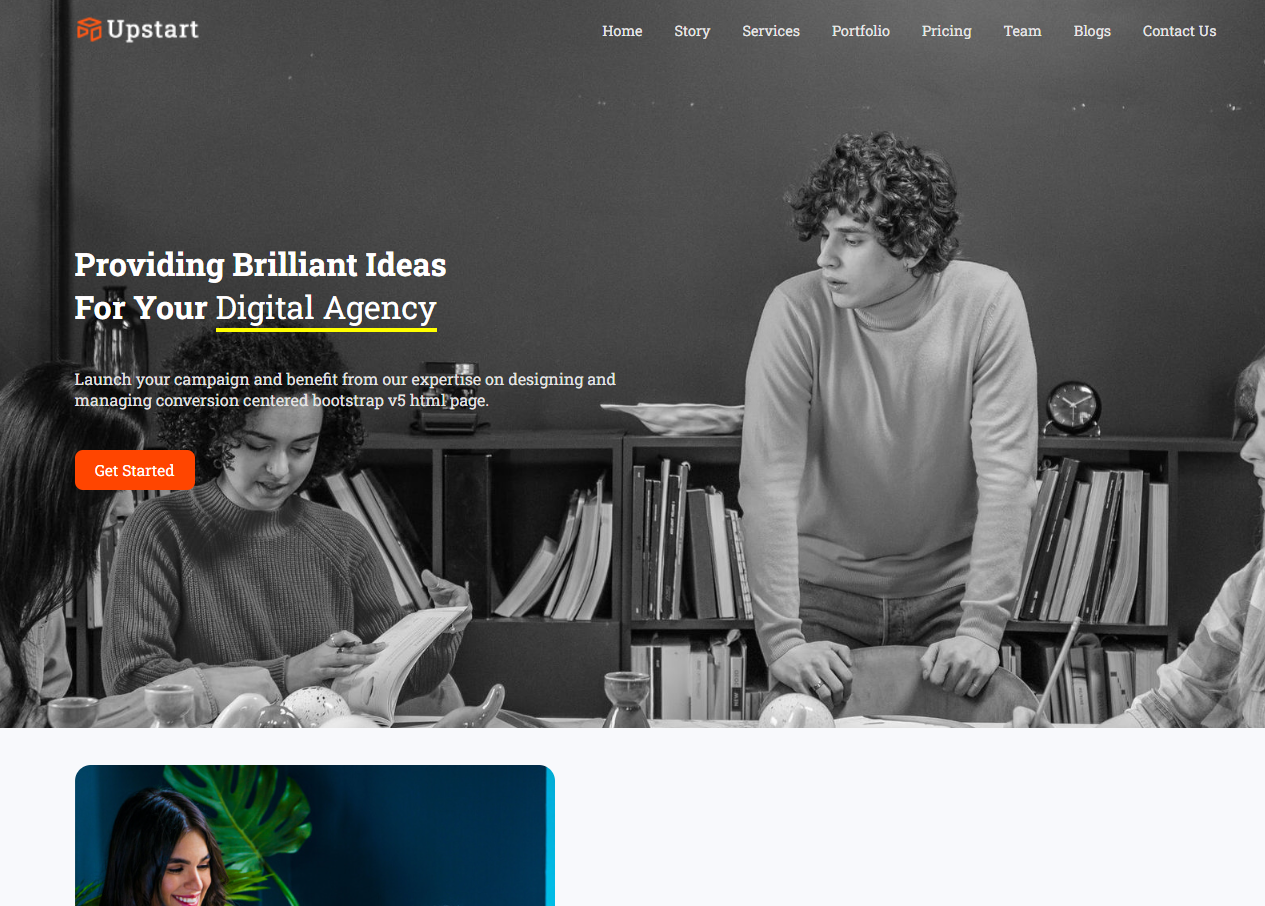 Upstart
Home Story Services Portfolio Pricing Team Blogs Contact Us
Providing Brilliant Ideas
For Your Digital Agency
Launch your campaign and benefit from our expertise on designing and
managing conversion centered bootstrap v5 html page.
Get Started